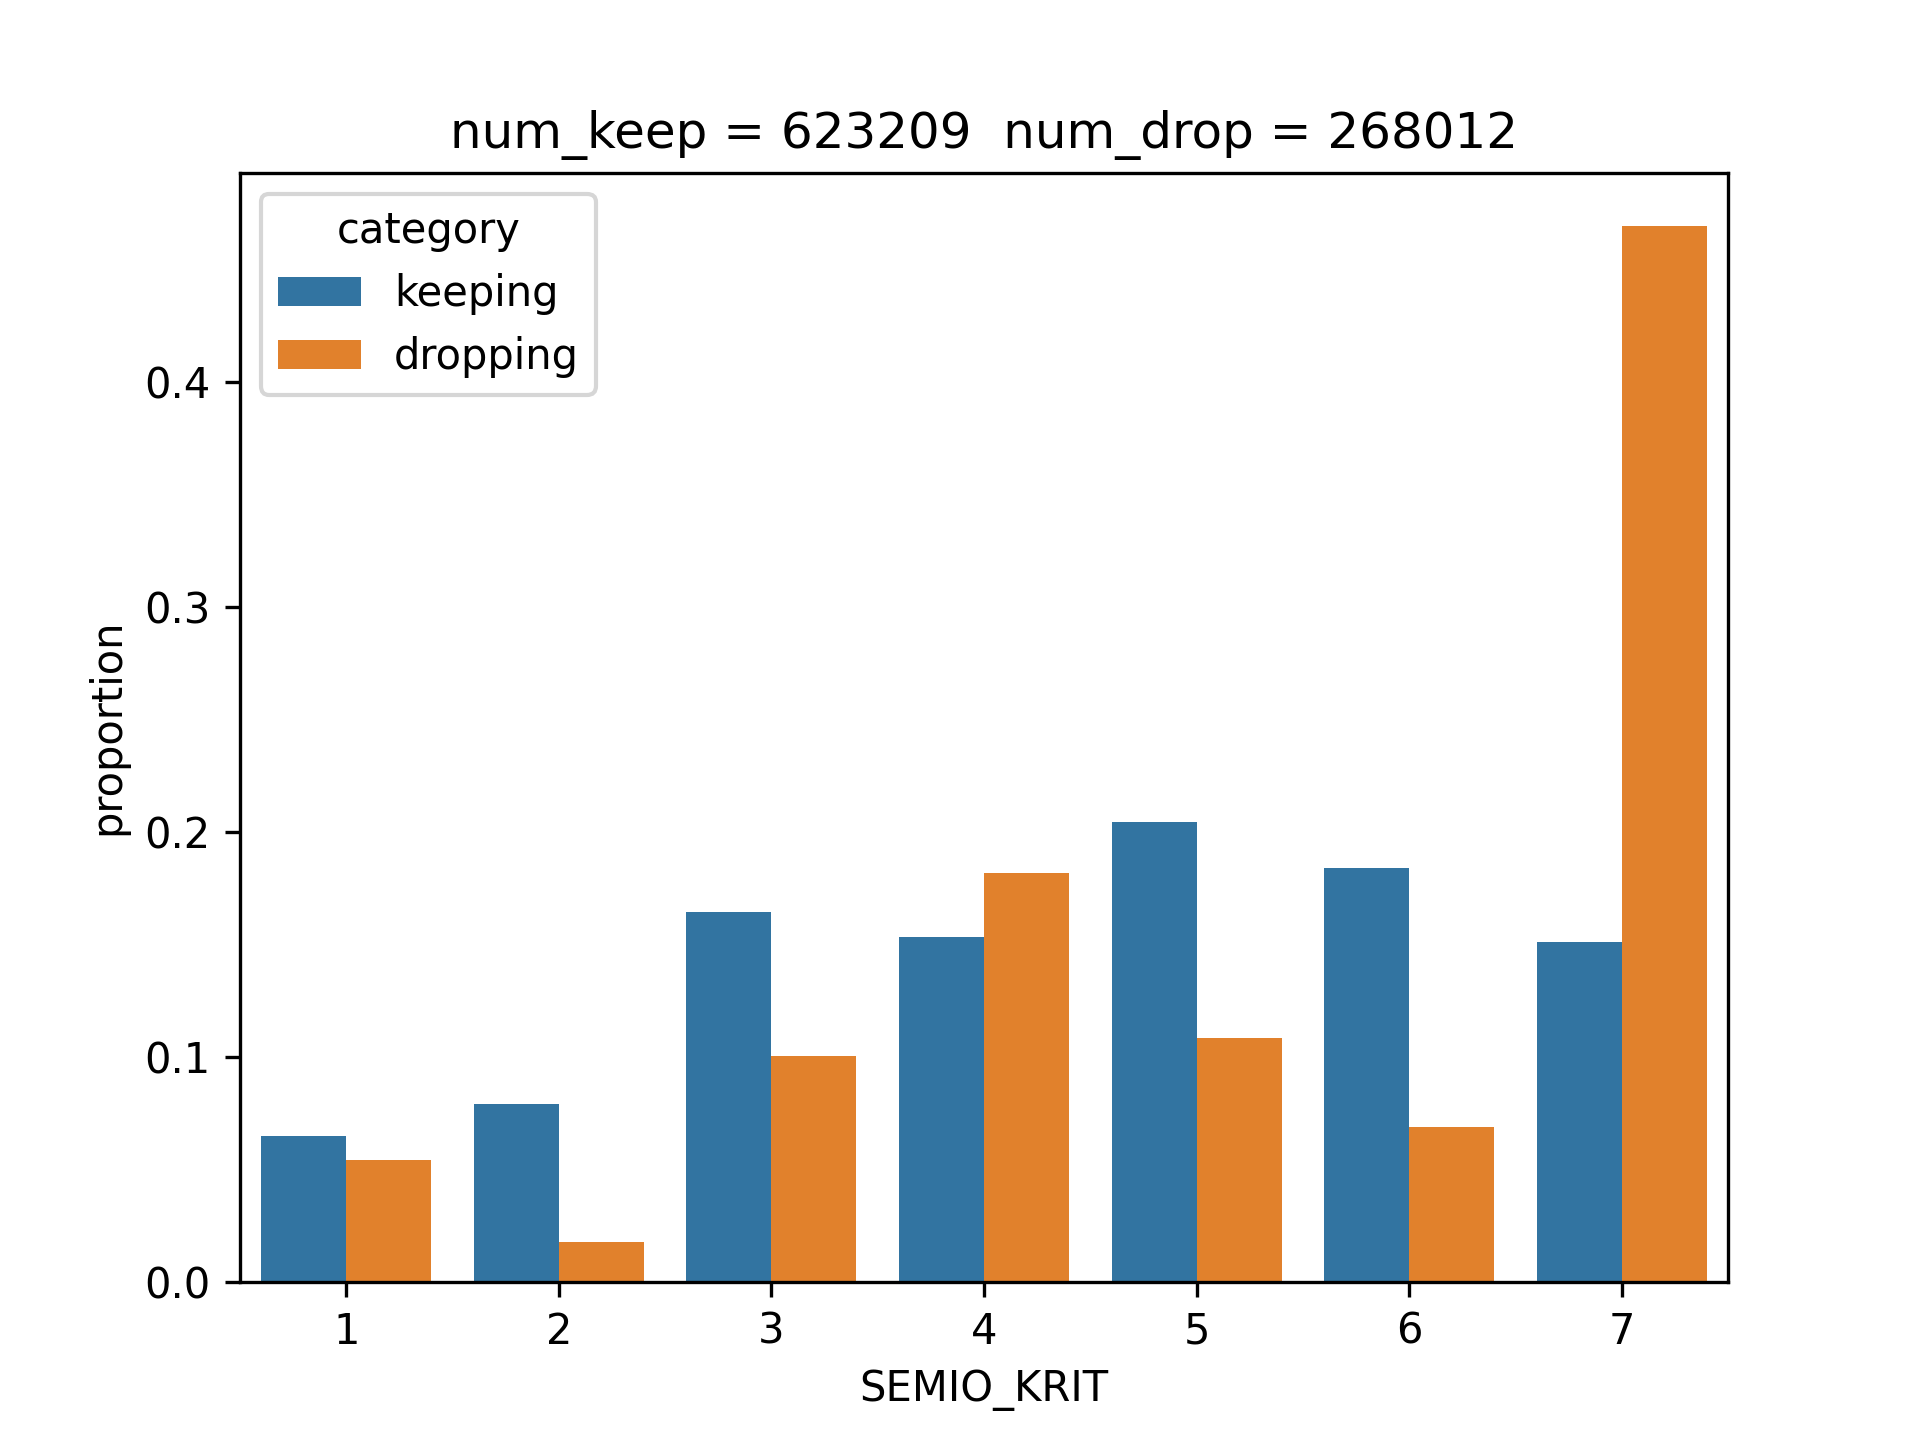 num_keep = 623209  num_drop = 268012
category
keeping
dropping
proportion
0.4
0.3
0.2
0.1
0.0
1 2 3 4 5 6 7
SEMIO_KRIT